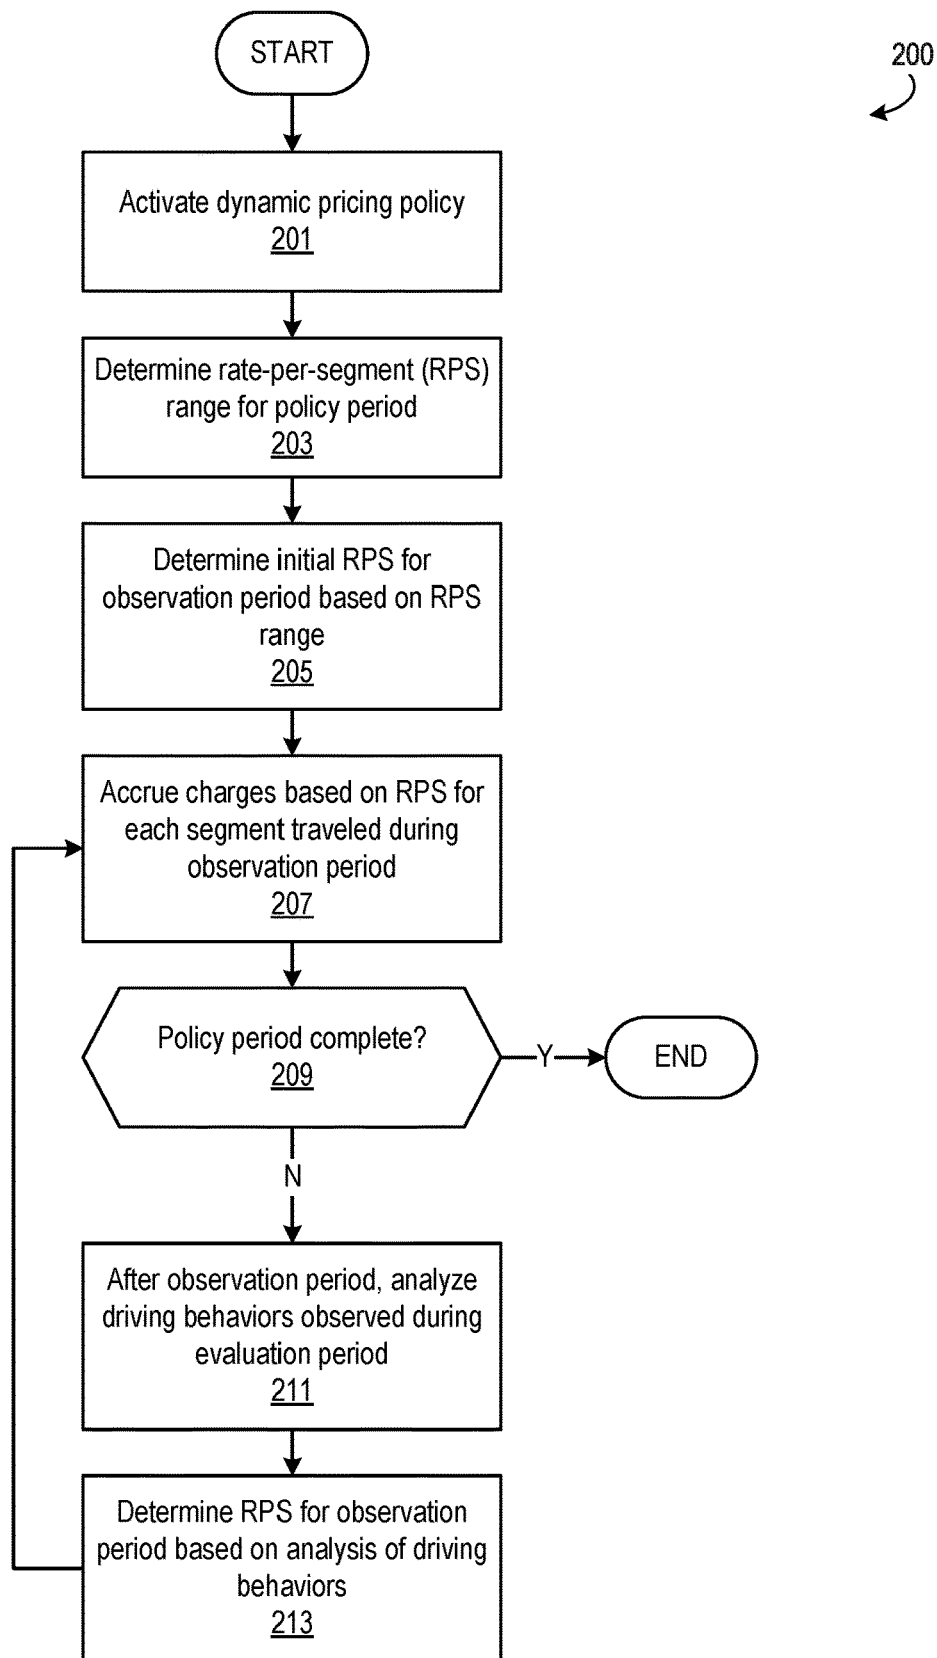 START
200
Activate dynamic pricing policy
201
Determine rate-per-segment (RPS)
range for policy period
203
Determine initial RPS for
observation period based on RPS
range
205
Accrue charges based on RPS for
each segment traveled during
observation period
207
Policy period complete?
209
Y
END
N
After observation period, analyze
driving behaviors observed during
evaluation period
211
Determine RPS for observation
period based on analysis of driving
behaviors
213